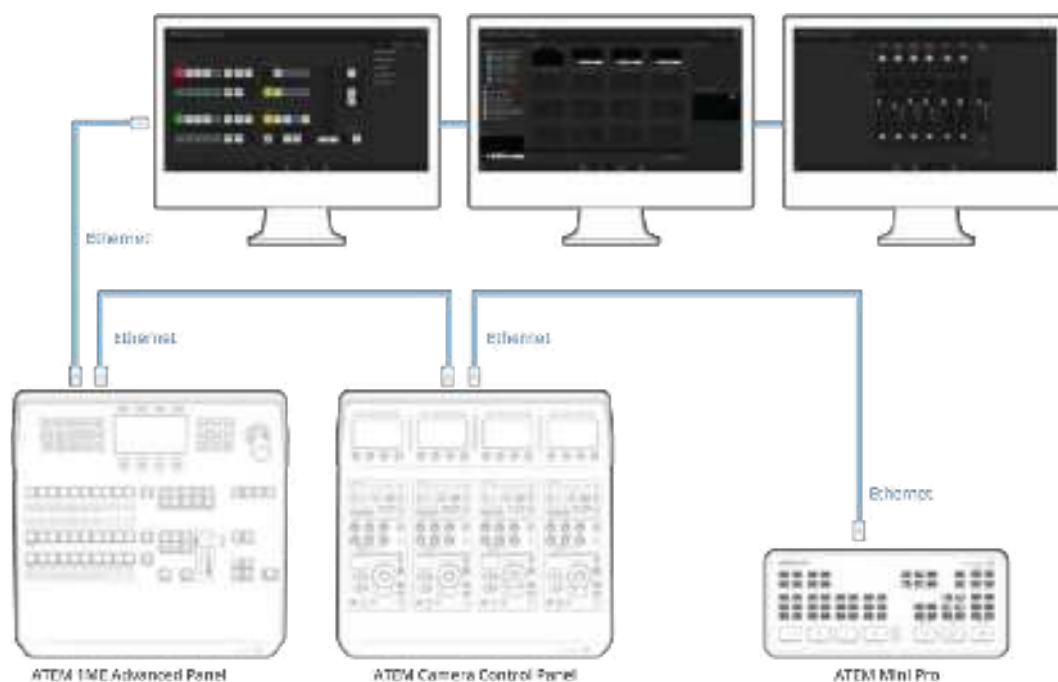 Ethernet
Ethernet
Ethernet
Ethernet
ATEM 1ME Advanced Panel
ATEM Camera Control Panel
ATEM Mini Pro